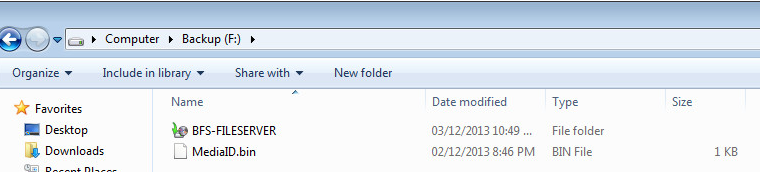 Computer Backup (F:)
Organize Include in library Share with New folder
Favorites Name Date modified Type Size
Desktop BFS-FILESERVER 03/12/2013 10:49 ... File folder
Downloads MediaID.bin 02/12/2013 8:46 PM BIN File 1 KB
Recent Places